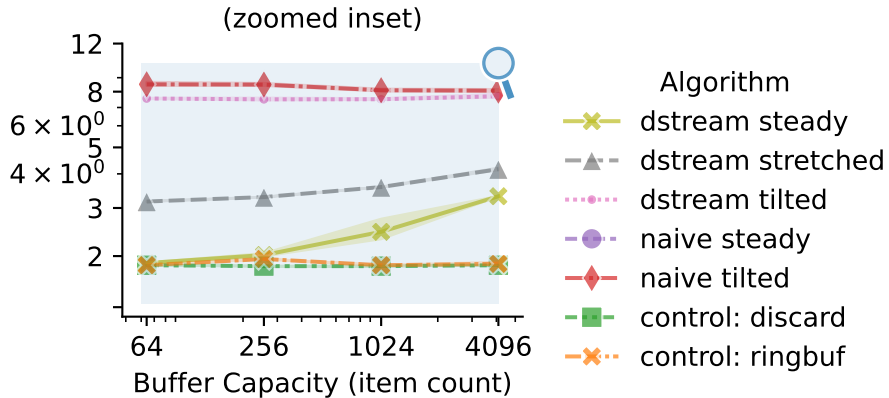 (zoomed inset)
12
8
6 × 10⁰
5
4 × 10⁰
3
2
64 256 1024 4096
Buffer Capacity (item count)
Algorithm
dstream steady
dstream stretched
dstream tilted
naive steady
naive tilted
control: discard
control: ringbuf